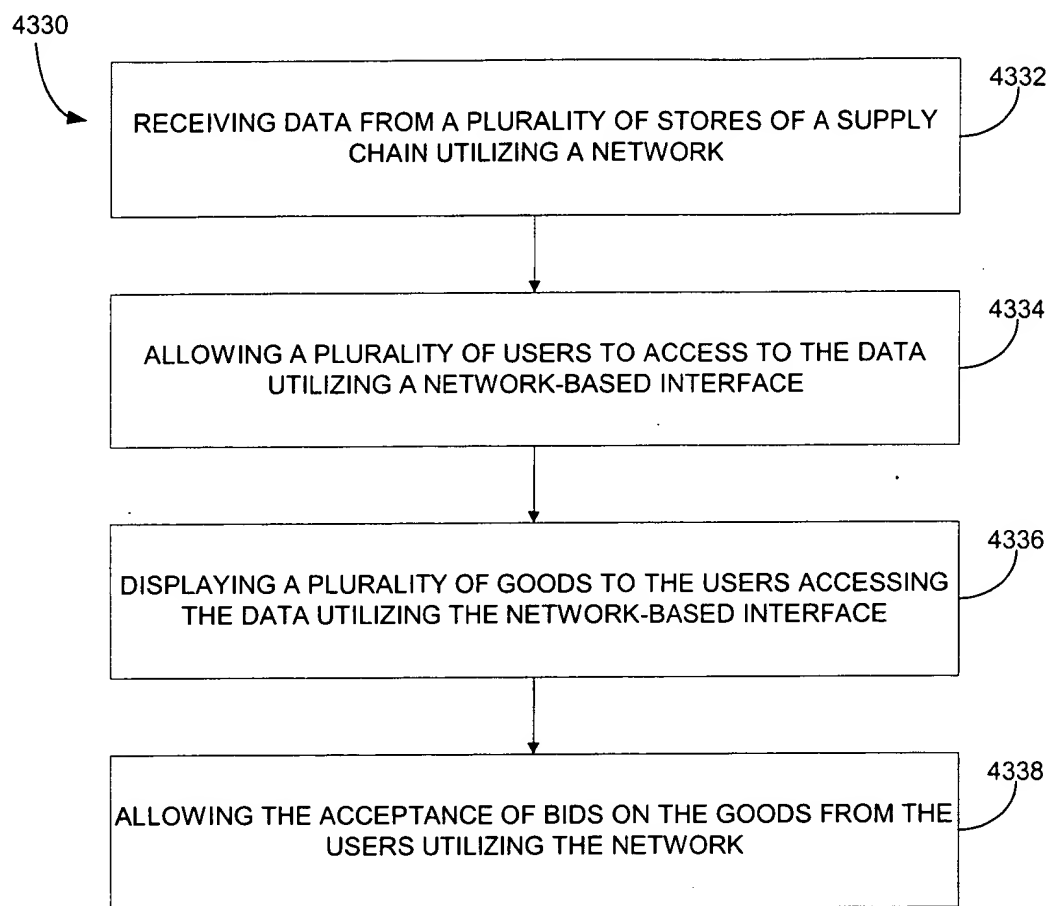 4330
4332
RECEIVING DATA FROM A PLURALITY OF STORES OF A SUPPLY
CHAIN UTILIZING A NETWORK
4334
ALLOWING A PLURALITY OF USERS TO ACCESS TO THE DATA
UTILIZING A NETWORK-BASED INTERFACE
4336
DISPLAYING A PLURALITY OF GOODS TO THE USERS ACCESSING
THE DATA UTILIZING THE NETWORK-BASED INTERFACE
4338
ALLOWING THE ACCEPTANCE OF BIDS ON THE GOODS FROM THE
USERS UTILIZING THE NETWORK